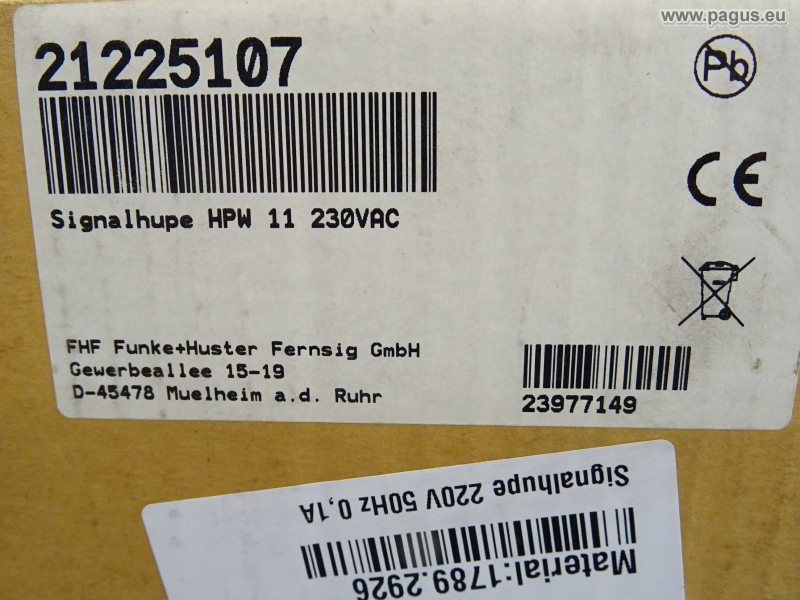 www.pagus.eu
21225107
Pb
CE
Signalhupe HPW 11 230VAC
FHF Funke+Huster Fernsig GmbH
Gewerbeallee 15-19
D-45478 Muelheim a.d. Ruhr
23977149
Signalhupe 220V 50Hz 0,1A
Material:1789.2926